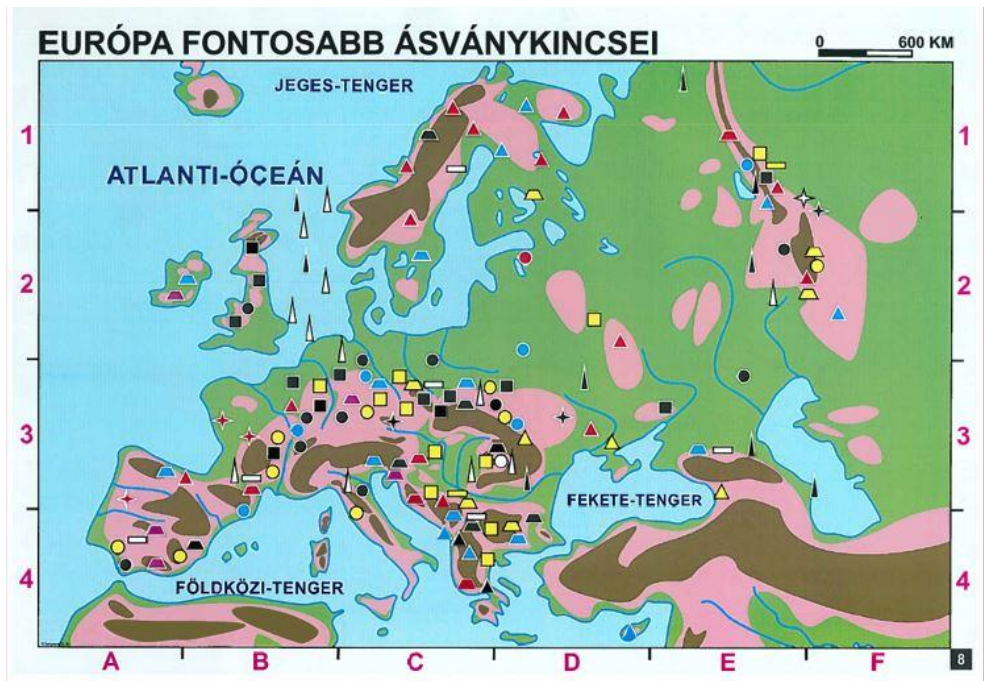 EURÓPA FONTOSABB ÁSVÁNYKINCSEI
0 600 KM
JEGES-TENGER
1 1
ATLANTI-ÓCEÁN
2 2
3 3
FEKETE-TENGER
4 4
FÖLDKÖZI-TENGER
A B C D E F
8